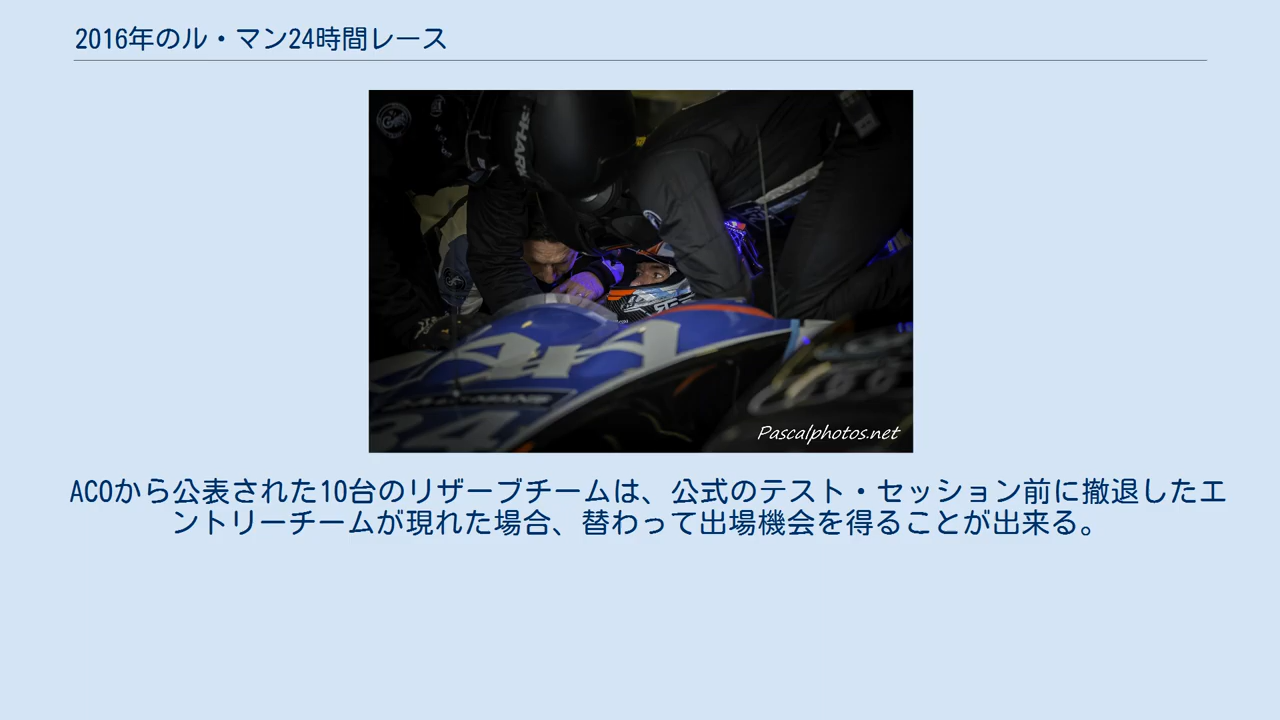 2016年のル・マン24時間レース
SHARK
Pascalphotos.net
ACOから公表された10台のリザーブチームは、公式のテスト・セッション前に撤退したエ
ントリーチームが現れた場合、替わって出場機会を得ることが出来る。